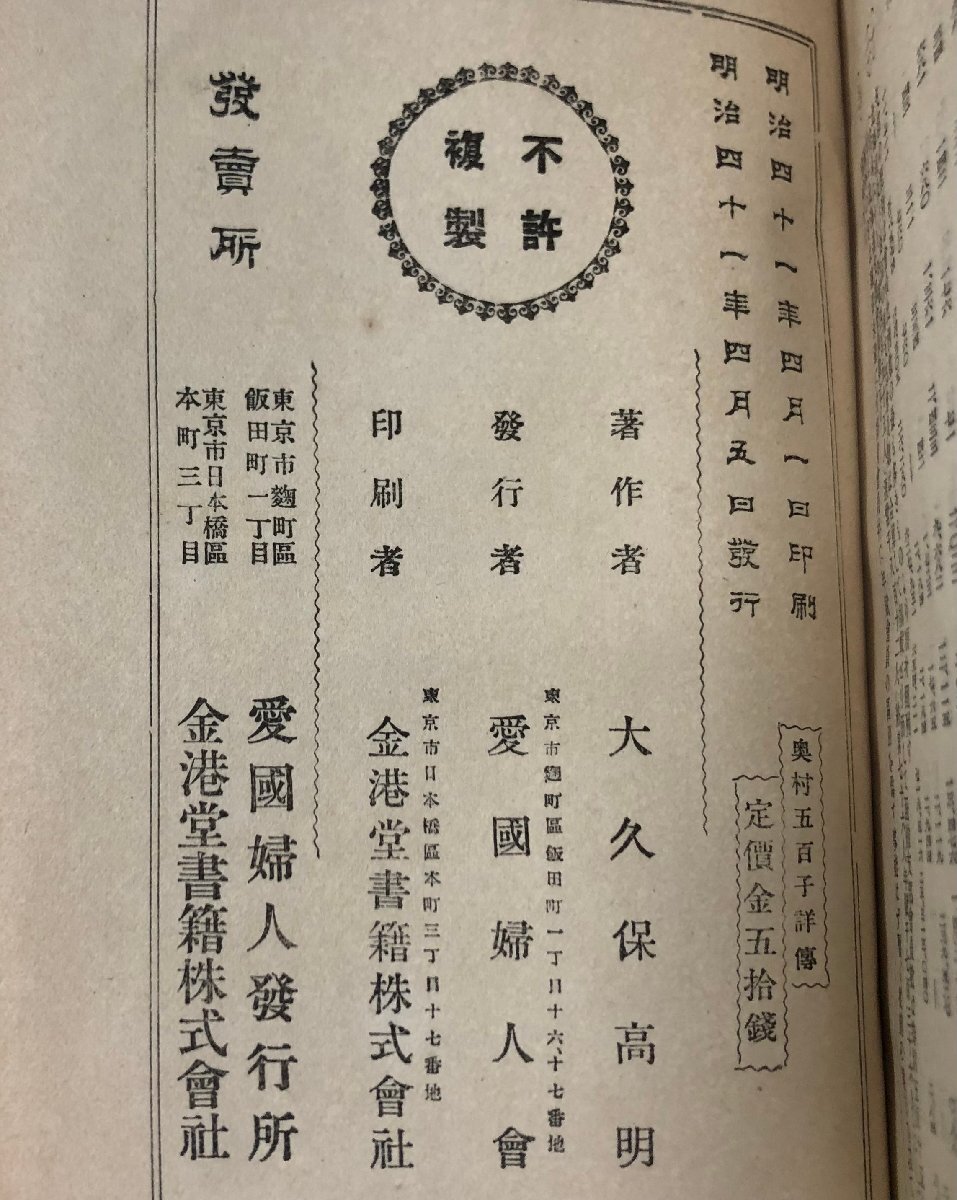 明治四十一年四月一日印刷
明治四十一年四月五日發行
奧村五百子詳傳
定價金五拾錢
不許
複製
著作者
大久保高明
發行者
東京市麴町區飯田町一丁目十六、十七番地
愛國婦人會
印刷者
東京市日本橋區本町三丁目十七番地
金港堂書籍株式會社
發賣所
東京市麴町區
飯田町一丁目
愛國婦人發行所
東京市日本橋區
本町三丁目
金港堂書籍株式會社